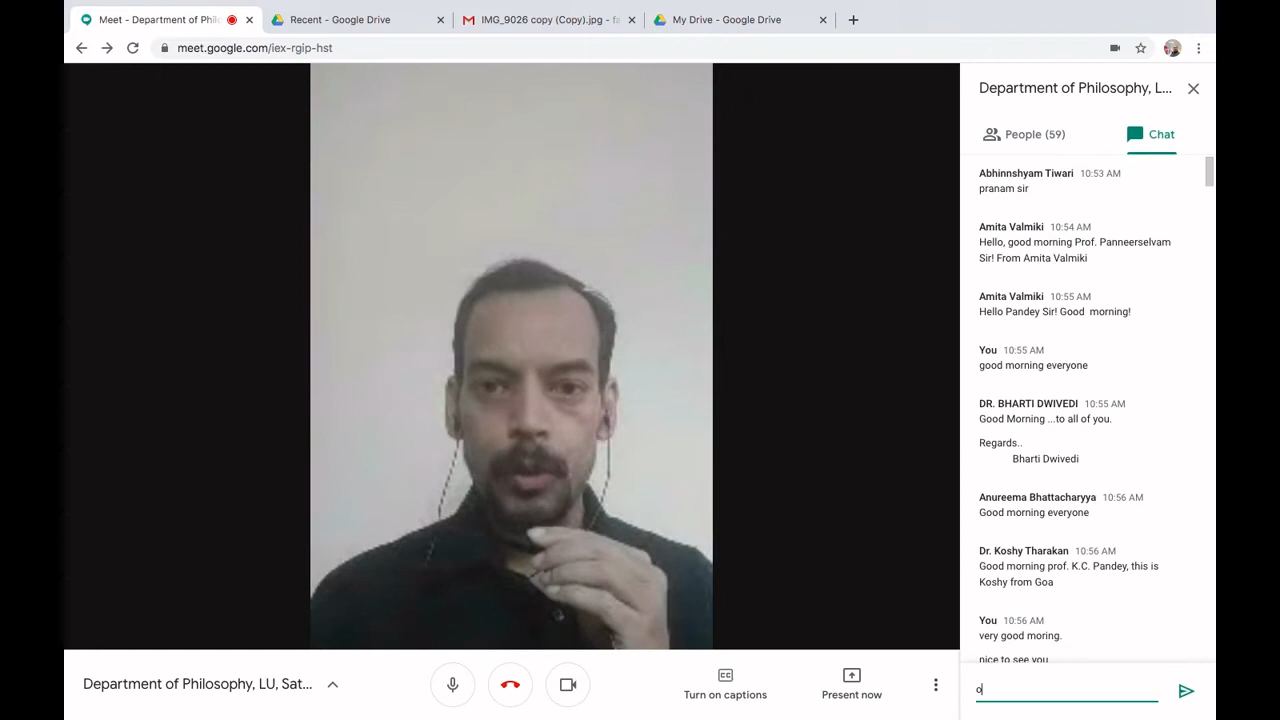 Meet - Department of Philo
Recent - Google Drive
IMG_9026 copy (Copy).jpg - fa
My Drive - Google Drive
meet.google.com/iex-rgip-hst
Department of Philosophy, L...
People (59)
Chat
Abhinnshyam Tiwari 10:53 AM
pranam sir
Amita Valmiki 10:54 AM
Hello, good morning Prof. Panneerselvam
Sir! From Amita Valmiki
Amita Valmiki 10:55 AM
Hello Pandey Sir! Good morning!
You 10:55 AM
good morning everyone
DR. BHARTI DWIVEDI 10:55 AM
Good Morning ...to all of you.
Regards..
Bharti Dwivedi
Anureema Bhattacharyya 10:56 AM
Good morning everyone
Dr. Koshy Tharakan 10:56 AM
Good morning prof. K.C. Pandey, this is
Koshy from Goa
You 10:56 AM
very good moring.
nice to see you
o
Department of Philosophy, LU, Sat...
Turn on captions
Present now